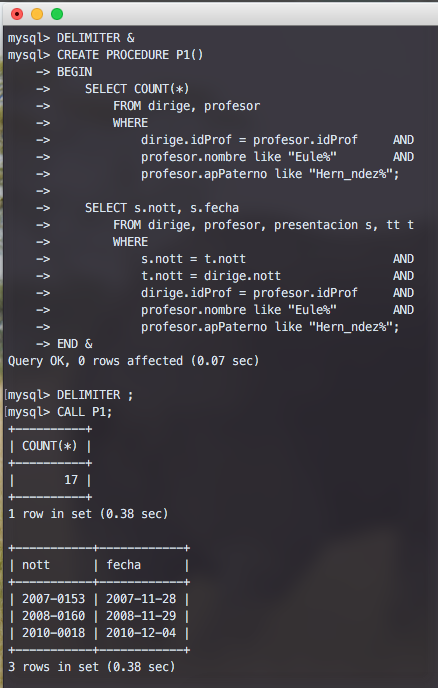 mysql> DELIMITER &
mysql> CREATE PROCEDURE P1()
    -> BEGIN
    ->     SELECT COUNT(*)
    ->         FROM dirige, profesor
    ->         WHERE
    ->             dirige.idProf = profesor.idProf     AND
    ->             profesor.nombre like "Eule%"        AND
    ->             profesor.apPaterno like "Hern_ndez%";
    ->
    ->     SELECT s.nott, s.fecha
    ->         FROM dirige, profesor, presentacion s, tt t
    ->         WHERE
    ->             s.nott = t.nott                     AND
    ->             t.nott = dirige.nott                AND
    ->             dirige.idProf = profesor.idProf     AND
    ->             profesor.nombre like "Eule%"        AND
    ->             profesor.apPaterno like "Hern_ndez%";
    -> END &
Query OK, 0 rows affected (0.07 sec)

[mysql> DELIMITER ;
[mysql> CALL P1;
+----------+
| COUNT(*) |
+----------+
|       17 |
+----------+
1 row in set (0.38 sec)

+-----------+------------+
| nott      | fecha      |
+-----------+------------+
| 2007-0153 | 2007-11-28 |
| 2008-0160 | 2008-11-29 |
| 2010-0018 | 2010-12-04 |
+-----------+------------+
3 rows in set (0.38 sec)